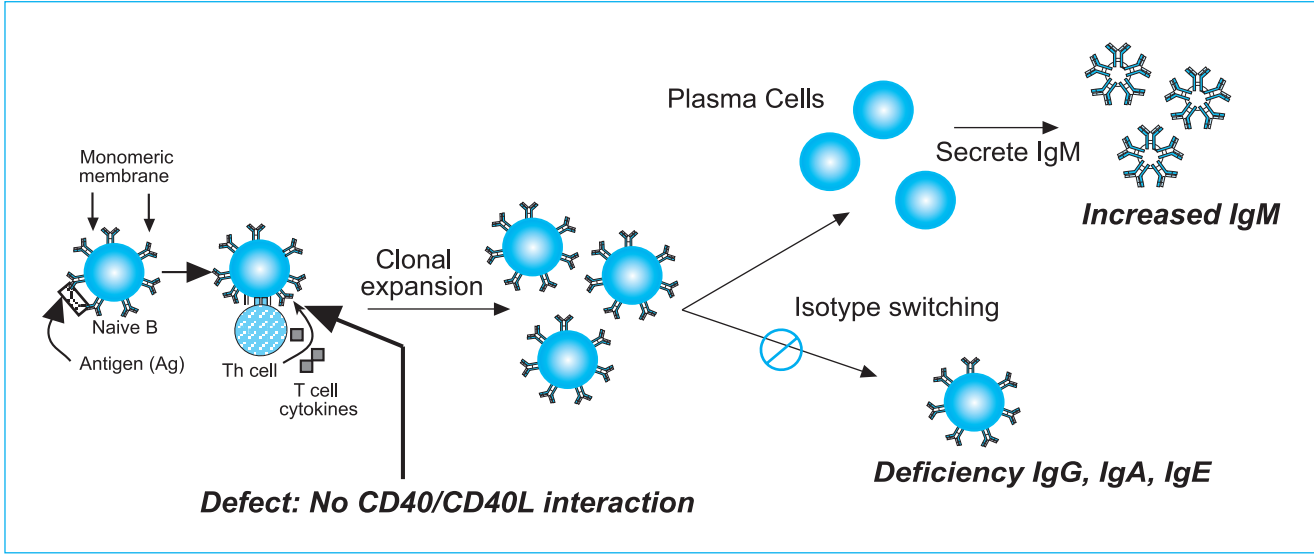 Monomeric
membrane
Naive B
Antigen (Ag)
Th cell
T cell
cytokines
Clonal
expansion
Plasma Cells
Secrete IgM
Increased IgM
Isotype switching
Deficiency IgG, IgA, IgE
Defect: No CD40/CD40L interaction